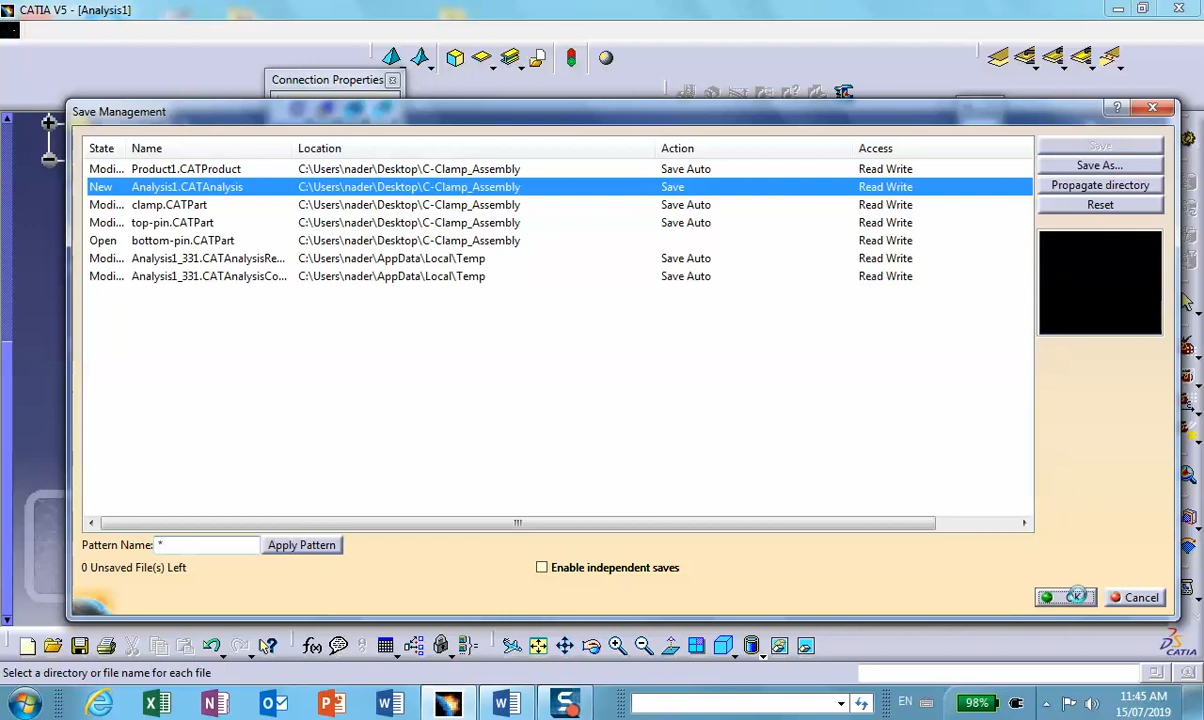 CATIA V5 - [Analysis1]
Connection Properties
Save Management
State Name Location Action Access
Modi... Product1.CATProduct C:\Users\nader\Desktop\C-Clamp_Assembly Save Auto Read Write
New Analysis1.CATAnalysis C:\Users\nader\Desktop\C-Clamp_Assembly Save Read Write
Modi... clamp.CATPart C:\Users\nader\Desktop\C-Clamp_Assembly Save Auto Read Write
Modi... top-pin.CATPart C:\Users\nader\Desktop\C-Clamp_Assembly Save Auto Read Write
Open bottom-pin.CATPart C:\Users\nader\Desktop\C-Clamp_Assembly Read Write
Modi... Analysis1_331.CATAnalysisRe... C:\Users\nader\AppData\Local\Temp Save Auto Read Write
Modi... Analysis1_331.CATAnalysisCo... C:\Users\nader\AppData\Local\Temp Save Auto Read Write
Save
Save As...
Propagate directory
Reset
Pattern Name: * Apply Pattern
0 Unsaved File(s) Left
Enable independent saves
Cancel
f(x)
CATIA
Select a directory or file name for each file
EN
98%
11:45 AM
15/07/2019